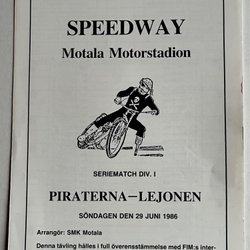 SPEEDWAY
Motala Motorstadion
SERIEMATCH DIV. I
PIRATERNA–LEJONEN
SÖNDAGEN DEN 29 JUNI 1986
Arrangör: SMK Motala
Denna tävling hålles i full överensstämmelse med FIM:s inter-